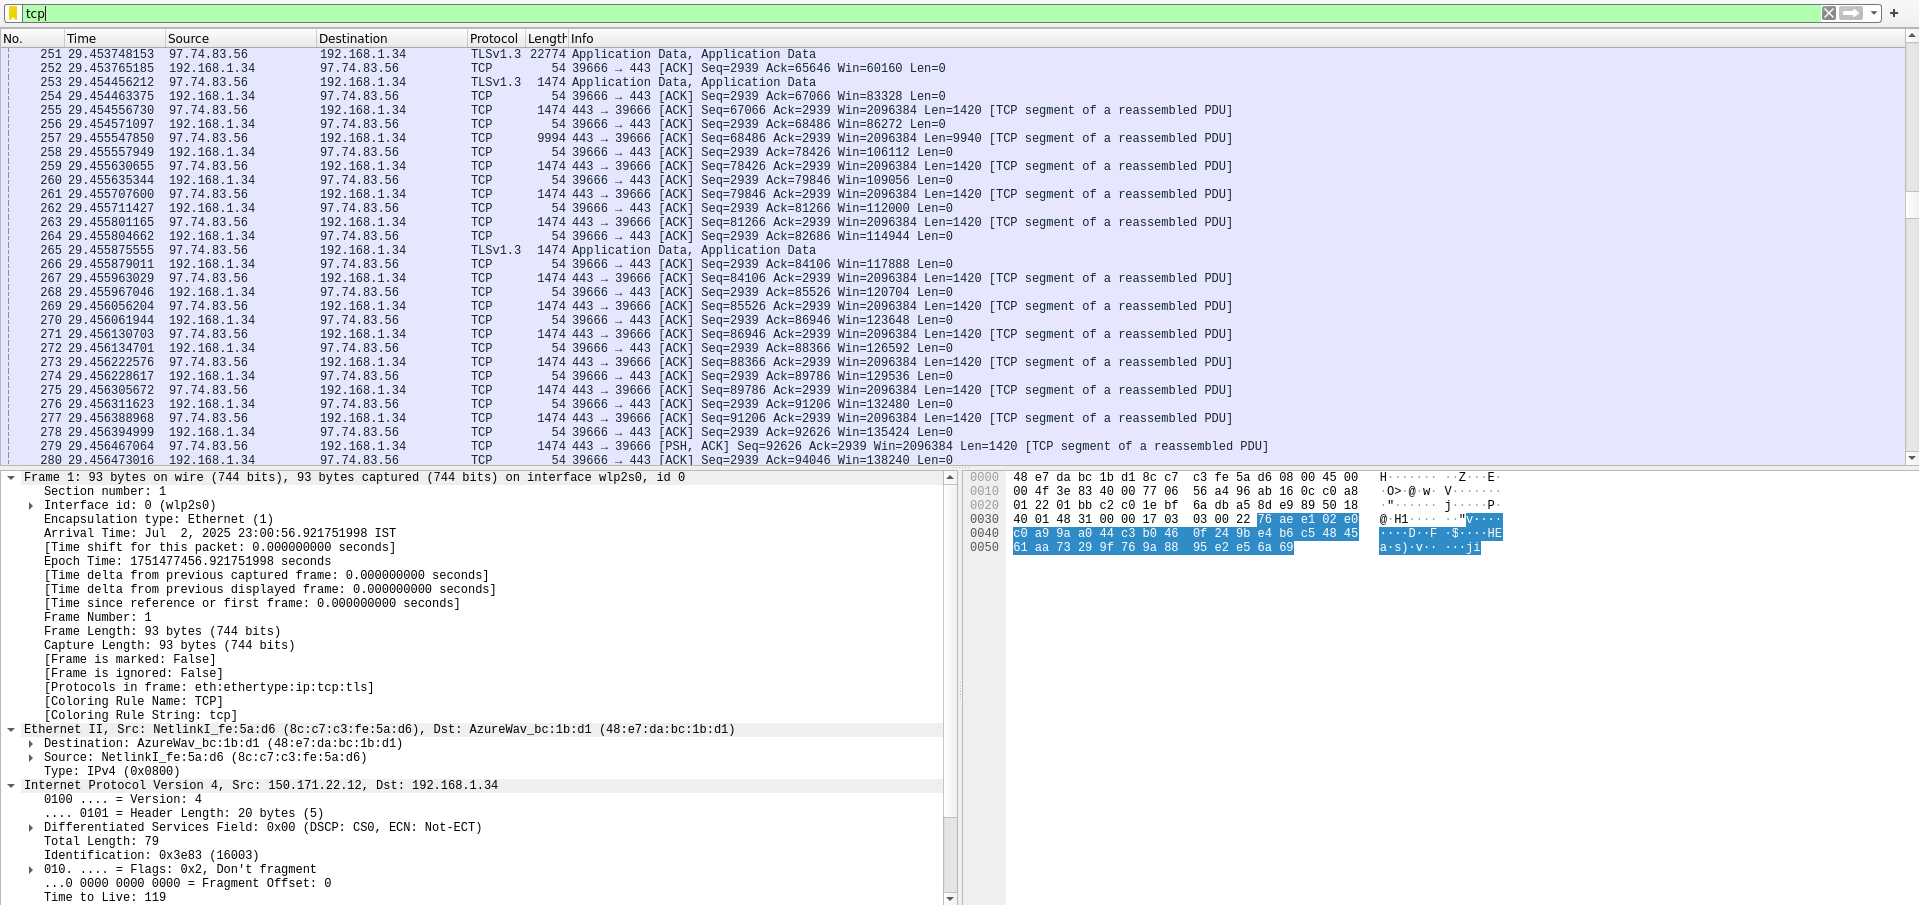 tcp
No. Time Source Destination Protocol Length Info
251 29.453748153 97.74.83.56 192.168.1.34 TLSv1.3 22774 Application Data, Application Data
252 29.453765185 192.168.1.34 97.74.83.56 TCP 54 39666 → 443 [ACK] Seq=2939 Ack=65646 Win=60160 Len=0
253 29.454456212 97.74.83.56 192.168.1.34 TLSv1.3 1474 Application Data, Application Data
254 29.454463375 192.168.1.34 97.74.83.56 TCP 54 39666 → 443 [ACK] Seq=2939 Ack=67066 Win=83328 Len=0
255 29.454556730 97.74.83.56 192.168.1.34 TCP 1474 443 → 39666 [ACK] Seq=67066 Ack=2939 Win=2096384 Len=1420 [TCP segment of a reassembled PDU]
256 29.454571097 192.168.1.34 97.74.83.56 TCP 54 39666 → 443 [ACK] Seq=2939 Ack=68486 Win=86272 Len=0
257 29.455547850 97.74.83.56 192.168.1.34 TCP 9994 443 → 39666 [ACK] Seq=68486 Ack=2939 Win=2096384 Len=9940 [TCP segment of a reassembled PDU]
258 29.455557949 192.168.1.34 97.74.83.56 TCP 54 39666 → 443 [ACK] Seq=2939 Ack=78426 Win=106112 Len=0
259 29.455630655 97.74.83.56 192.168.1.34 TCP 1474 443 → 39666 [ACK] Seq=78426 Ack=2939 Win=2096384 Len=1420 [TCP segment of a reassembled PDU]
260 29.455635344 192.168.1.34 97.74.83.56 TCP 54 39666 → 443 [ACK] Seq=2939 Ack=79846 Win=109056 Len=0
261 29.455707600 97.74.83.56 192.168.1.34 TCP 1474 443 → 39666 [ACK] Seq=79846 Ack=2939 Win=2096384 Len=1420 [TCP segment of a reassembled PDU]
262 29.455711427 192.168.1.34 97.74.83.56 TCP 54 39666 → 443 [ACK] Seq=2939 Ack=81266 Win=112000 Len=0
263 29.455801165 97.74.83.56 192.168.1.34 TCP 1474 443 → 39666 [ACK] Seq=81266 Ack=2939 Win=2096384 Len=1420 [TCP segment of a reassembled PDU]
264 29.455804662 192.168.1.34 97.74.83.56 TCP 54 39666 → 443 [ACK] Seq=2939 Ack=82686 Win=114944 Len=0
265 29.455875555 97.74.83.56 192.168.1.34 TLSv1.3 1474 Application Data, Application Data
266 29.455879011 192.168.1.34 97.74.83.56 TCP 54 39666 → 443 [ACK] Seq=2939 Ack=84106 Win=117888 Len=0
267 29.455963029 97.74.83.56 192.168.1.34 TCP 1474 443 → 39666 [ACK] Seq=84106 Ack=2939 Win=2096384 Len=1420 [TCP segment of a reassembled PDU]
268 29.455967046 192.168.1.34 97.74.83.56 TCP 54 39666 → 443 [ACK] Seq=2939 Ack=85526 Win=120704 Len=0
269 29.456056204 97.74.83.56 192.168.1.34 TCP 1474 443 → 39666 [ACK] Seq=85526 Ack=2939 Win=2096384 Len=1420 [TCP segment of a reassembled PDU]
270 29.456061944 192.168.1.34 97.74.83.56 TCP 54 39666 → 443 [ACK] Seq=2939 Ack=86946 Win=123648 Len=0
271 29.456130703 97.74.83.56 192.168.1.34 TCP 1474 443 → 39666 [ACK] Seq=86946 Ack=2939 Win=2096384 Len=1420 [TCP segment of a reassembled PDU]
272 29.456134701 192.168.1.34 97.74.83.56 TCP 54 39666 → 443 [ACK] Seq=2939 Ack=88366 Win=126592 Len=0
273 29.456222576 97.74.83.56 192.168.1.34 TCP 1474 443 → 39666 [ACK] Seq=88366 Ack=2939 Win=2096384 Len=1420 [TCP segment of a reassembled PDU]
274 29.456228617 192.168.1.34 97.74.83.56 TCP 54 39666 → 443 [ACK] Seq=2939 Ack=89786 Win=129536 Len=0
275 29.456305672 97.74.83.56 192.168.1.34 TCP 1474 443 → 39666 [ACK] Seq=89786 Ack=2939 Win=2096384 Len=1420 [TCP segment of a reassembled PDU]
276 29.456311623 192.168.1.34 97.74.83.56 TCP 54 39666 → 443 [ACK] Seq=2939 Ack=91206 Win=132480 Len=0
277 29.456388968 97.74.83.56 192.168.1.34 TCP 1474 443 → 39666 [ACK] Seq=91206 Ack=2939 Win=2096384 Len=1420 [TCP segment of a reassembled PDU]
278 29.456394999 192.168.1.34 97.74.83.56 TCP 54 39666 → 443 [ACK] Seq=2939 Ack=92626 Win=135424 Len=0
279 29.456467064 97.74.83.56 192.168.1.34 TCP 1474 443 → 39666 [PSH, ACK] Seq=92626 Ack=2939 Win=2096384 Len=1420 [TCP segment of a reassembled PDU]
280 29.456473016 192.168.1.34 97.74.83.56 TCP 54 39666 → 443 [ACK] Seq=2939 Ack=94046 Win=138240 Len=0
Frame 1: 93 bytes on wire (744 bits), 93 bytes captured (744 bits) on interface wlp2s0, id 0
Section number: 1
Interface id: 0 (wlp2s0)
Encapsulation type: Ethernet (1)
Arrival Time: Jul  2, 2025 23:00:56.921751998 IST
[Time shift for this packet: 0.000000000 seconds]
Epoch Time: 1751477456.921751998 seconds
[Time delta from previous captured frame: 0.000000000 seconds]
[Time delta from previous displayed frame: 0.000000000 seconds]
[Time since reference or first frame: 0.000000000 seconds]
Frame Number: 1
Frame Length: 93 bytes (744 bits)
Capture Length: 93 bytes (744 bits)
[Frame is marked: False]
[Frame is ignored: False]
[Protocols in frame: eth:ethertype:ip:tcp:tls]
[Coloring Rule Name: TCP]
[Coloring Rule String: tcp]
Ethernet II, Src: NetlinkI_fe:5a:d6 (8c:c7:c3:fe:5a:d6), Dst: AzureWav_bc:1b:d1 (48:e7:da:bc:1b:d1)
Destination: AzureWav_bc:1b:d1 (48:e7:da:bc:1b:d1)
Source: NetlinkI_fe:5a:d6 (8c:c7:c3:fe:5a:d6)
Type: IPv4 (0x0800)
Internet Protocol Version 4, Src: 150.171.22.12, Dst: 192.168.1.34
0100 .... = Version: 4
.... 0101 = Header Length: 20 bytes (5)
Differentiated Services Field: 0x00 (DSCP: CS0, ECN: Not-ECT)
Total Length: 79
Identification: 0x3e83 (16003)
010. .... = Flags: 0x2, Don't fragment
...0 0000 0000 0000 = Fragment Offset: 0
Time to Live: 119
0000 48 e7 da bc 1b d1 8c c7 c3 fe 5a d6 08 00 45 00 H······· ··Z···E·
0010 00 4f 3e 83 40 00 77 06 56 a4 96 ab 16 0c c0 a8 ·O>·@·w· V·······
0020 01 22 01 bb c2 c0 1e bf 6a db a5 8d e9 89 50 18 ·"······ j·····P·
0030 40 01 48 31 00 00 17 03 03 00 22 76 ae e1 02 e0 @·H1···· ··"v····
0040 c0 a9 9a a0 44 c3 b0 46 0f 24 9b e4 b6 c5 48 45 ····D··F ·$····HE
0050 61 aa 73 29 9f 76 9a 88 95 e2 e5 6a 69 a·s)·v·· ···ji